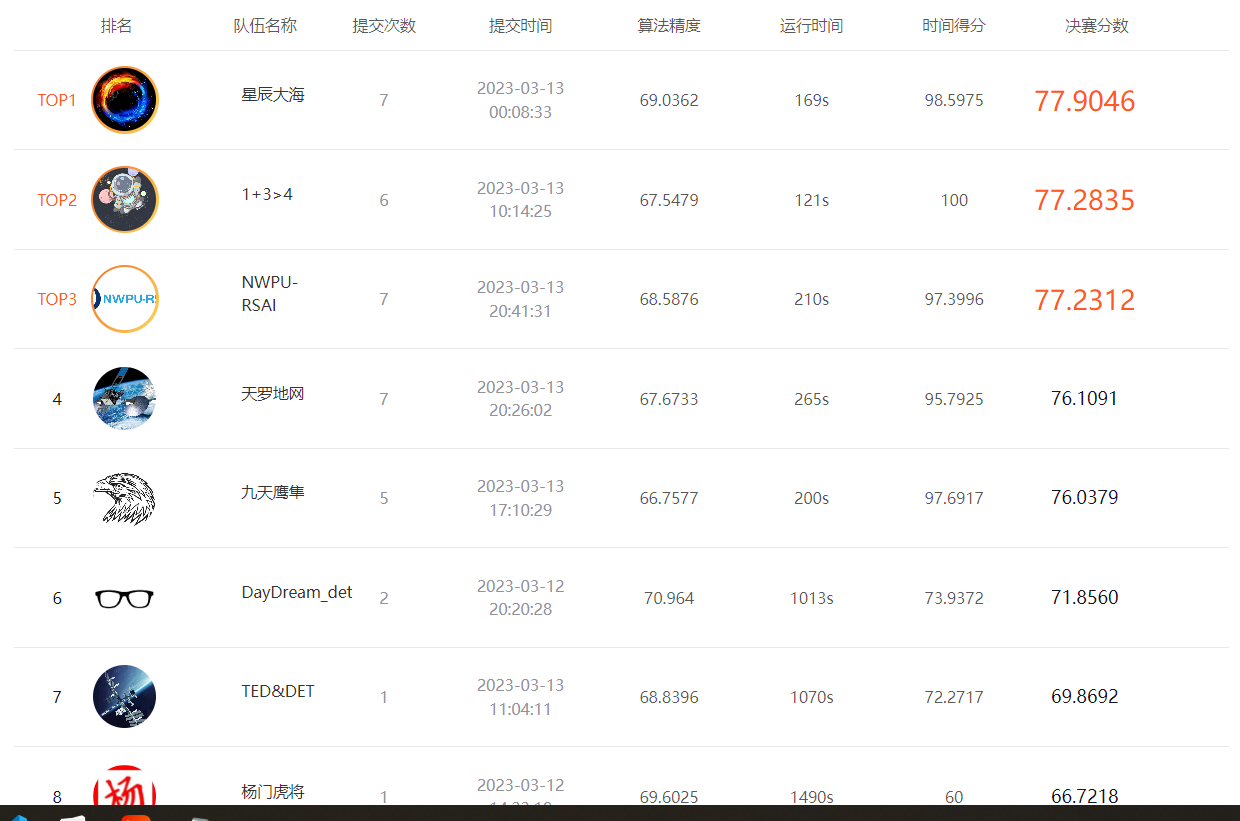 排名 队伍名称 提交次数 提交时间 算法精度 运行时间 时间得分 决赛分数
TOP1 星辰大海 7 2023-03-13 00:08:33 69.0362 169s 98.5975 77.9046
TOP2 1+3>4 6 2023-03-13 10:14:25 67.5479 121s 100 77.2835
TOP3 NWPU-RS NWPU-RSAI 7 2023-03-13 20:41:31 68.5876 210s 97.3996 77.2312
4 天罗地网 7 2023-03-13 20:26:02 67.6733 265s 95.7925 76.1091
5 九天鹰隼 5 2023-03-13 17:10:29 66.7577 200s 97.6917 76.0379
6 DayDream_det 2 2023-03-12 20:20:28 70.964 1013s 73.9372 71.8560
7 TED&DET 1 2023-03-13 11:04:11 68.8396 1070s 72.2717 69.8692
8 杨 杨门虎将 1 2023-03-12 69.6025 1490s 60 66.7218